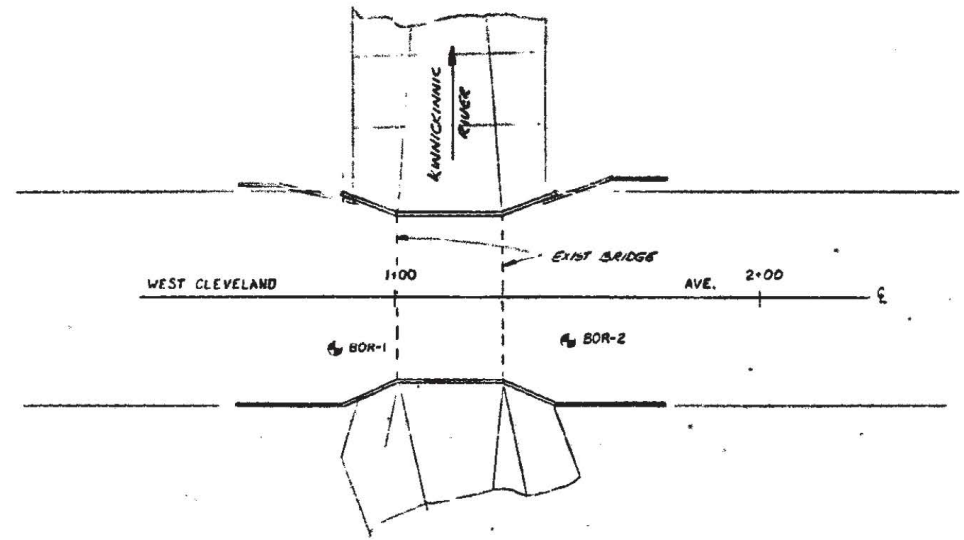 KINNICKINNIC
RIVER
EXIST BRIDGE
WEST CLEVELAND
1+00
AVE.
2+00
℄
BOR-1
BOR-2